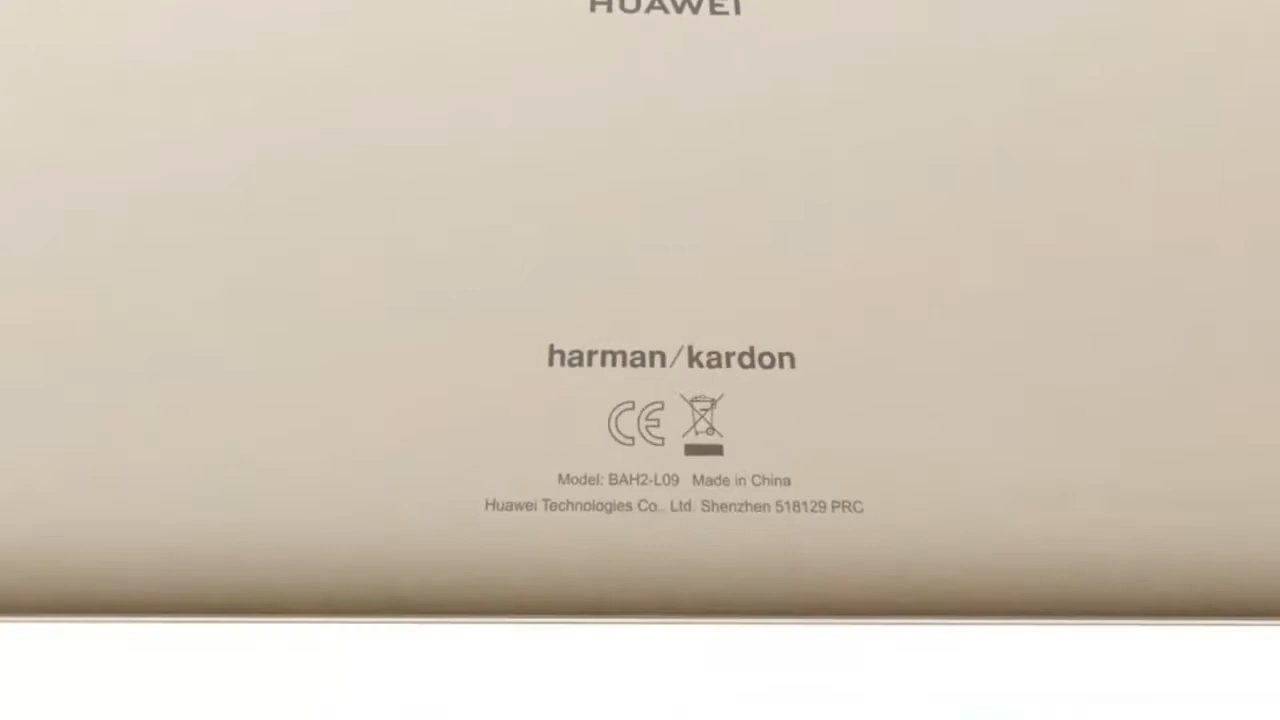 HUAWEI
harman/kardon
CE
Model: BAH2-L09 Made in China
Huawei Technologies Co., Ltd. Shenzhen 518129 PRC